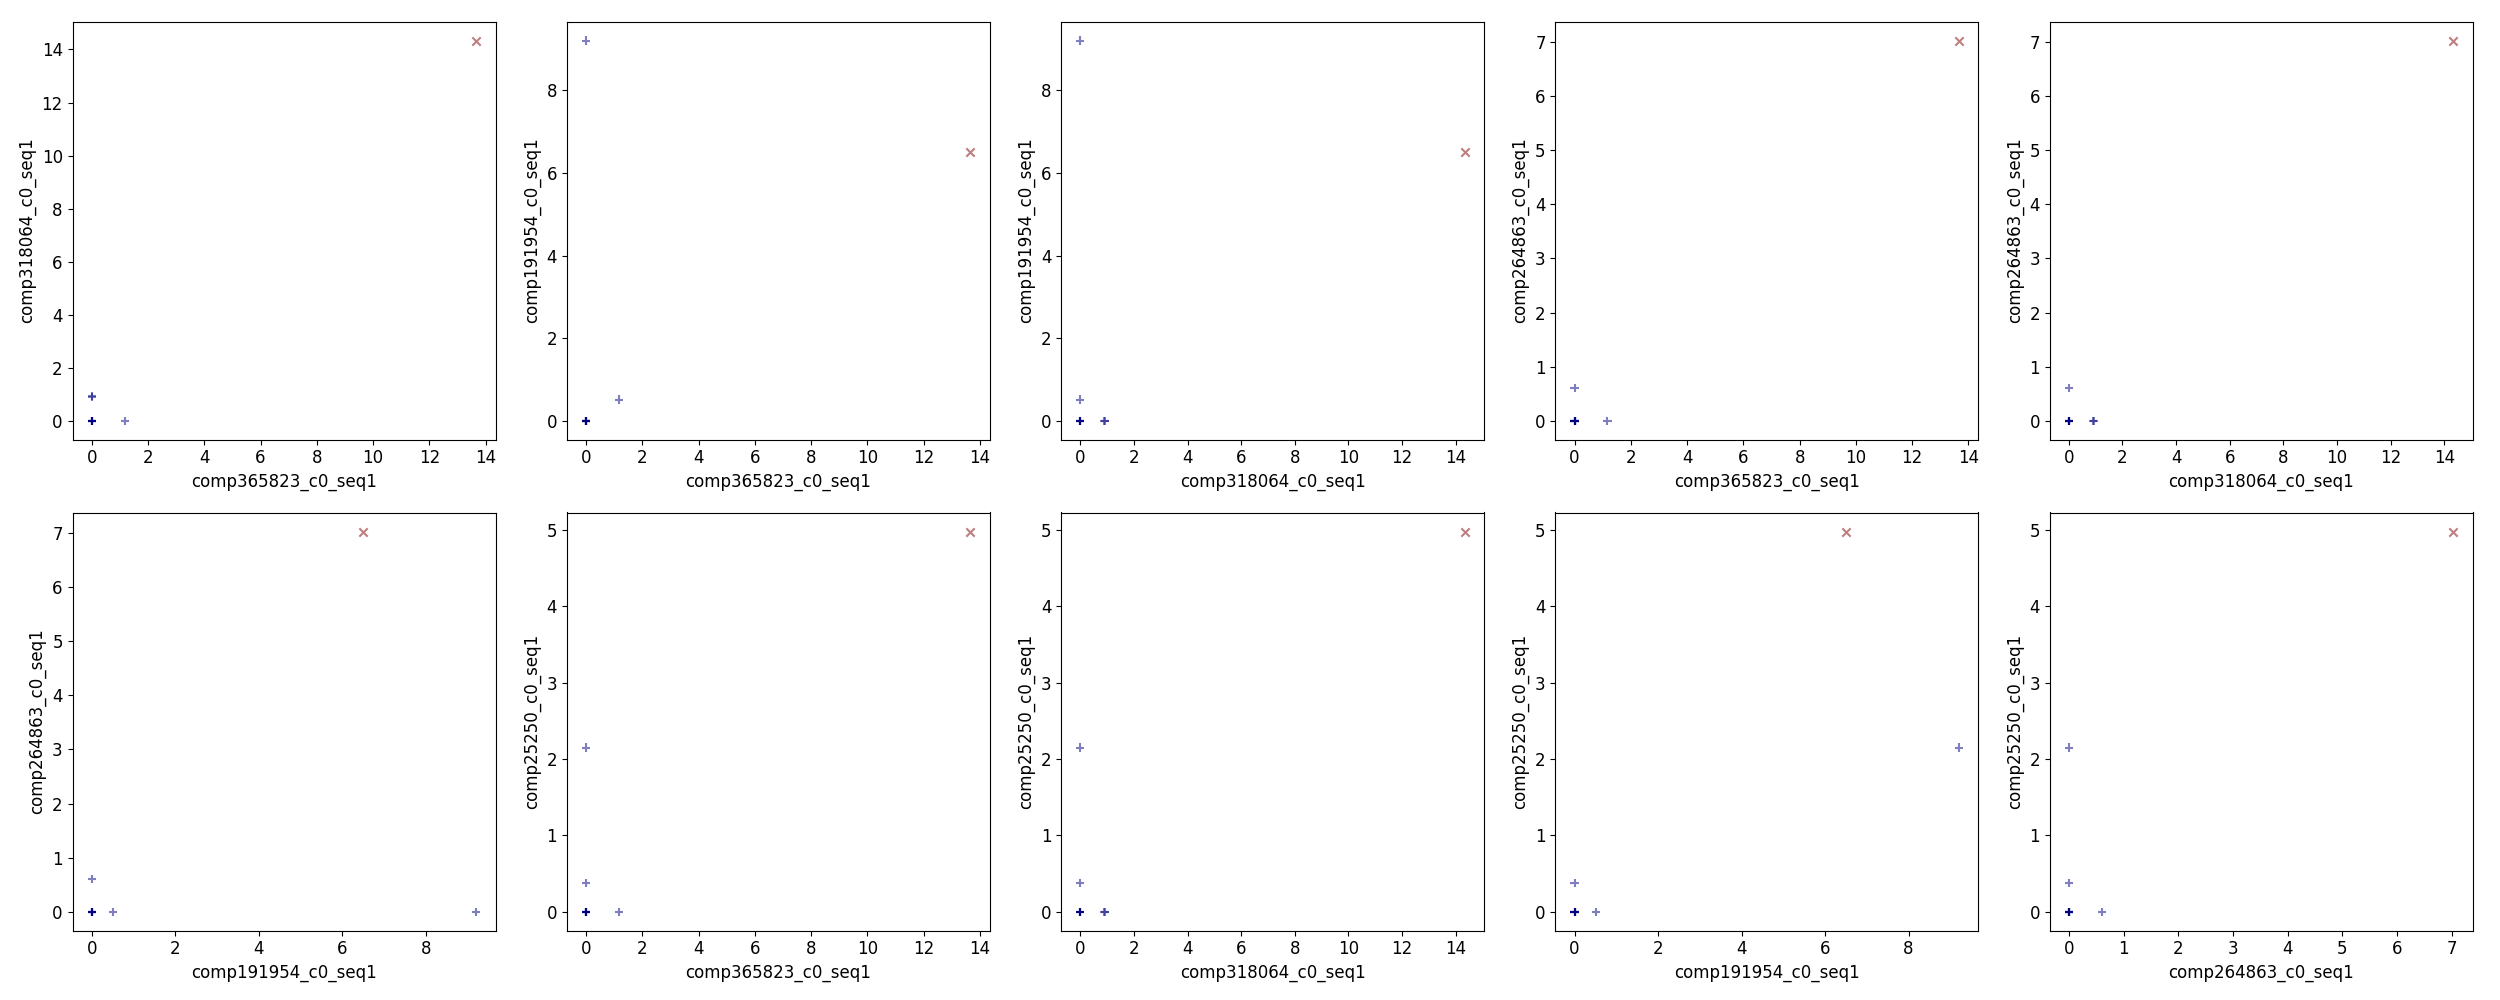 14
12
10
8
6
4
2
0
comp318064_c0_seq1
0 2 4 6 8 10 12 14
comp365823_c0_seq1
8
6
4
2
0
comp191954_c0_seq1
0 2 4 6 8 10 12 14
comp365823_c0_seq1
8
6
4
2
0
comp191954_c0_seq1
0 2 4 6 8 10 12 14
comp318064_c0_seq1
7
6
5
4
3
2
1
0
comp264863_c0_seq1
0 2 4 6 8 10 12 14
comp365823_c0_seq1
7
6
5
4
3
2
1
0
comp264863_c0_seq1
0 2 4 6 8 10 12 14
comp318064_c0_seq1
7
6
5
4
3
2
1
0
comp264863_c0_seq1
0 2 4 6 8
comp191954_c0_seq1
5
4
3
2
1
0
comp25250_c0_seq1
0 2 4 6 8 10 12 14
comp365823_c0_seq1
5
4
3
2
1
0
comp25250_c0_seq1
0 2 4 6 8 10 12 14
comp318064_c0_seq1
5
4
3
2
1
0
comp25250_c0_seq1
0 2 4 6 8
comp191954_c0_seq1
5
4
3
2
1
0
comp25250_c0_seq1
0 1 2 3 4 5 6 7
comp264863_c0_seq1